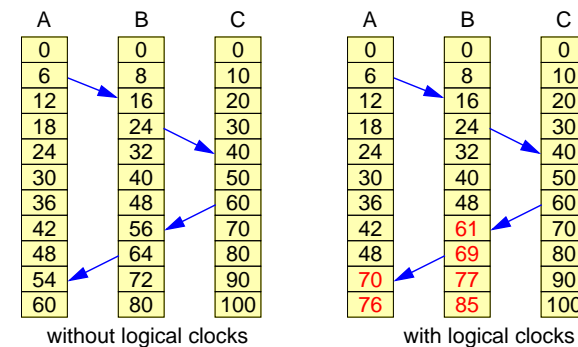 A B C A B C
0 0 0 0 0 0
6 8 10 6 8 10
12 16 20 12 16 20
18 24 30 18 24 30
24 32 40 24 32 40
30 40 50 30 40 50
36 48 60 36 48 60
42 56 70 42 61 70
48 64 80 48 69 80
54 72 90 70 77 90
60 80 100 76 85 100
without logical clocks with logical clocks